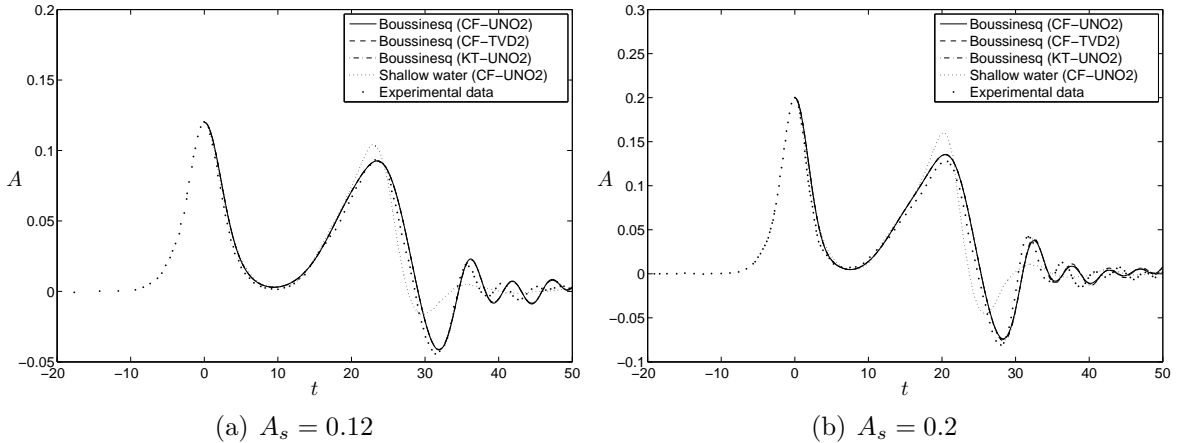 0.2
0.15
0.1
0.05
0
−0.05
A
−20
−10
0
10
20
30
40
50
t
Boussinesq (CF−UNO2)
Boussinesq (CF−TVD2)
Boussinesq (KT−UNO2)
Shallow water (CF−UNO2)
Experimental data
(a) A_s = 0.12
0.3
0.25
0.2
0.15
0.1
0.05
0
−0.05
−0.1
A
−20
−10
0
10
20
30
40
50
t
Boussinesq (CF−UNO2)
Boussinesq (CF−TVD2)
Boussinesq (KT−UNO2)
Shallow water (CF−UNO2)
Experimental data
(b) A_s = 0.2